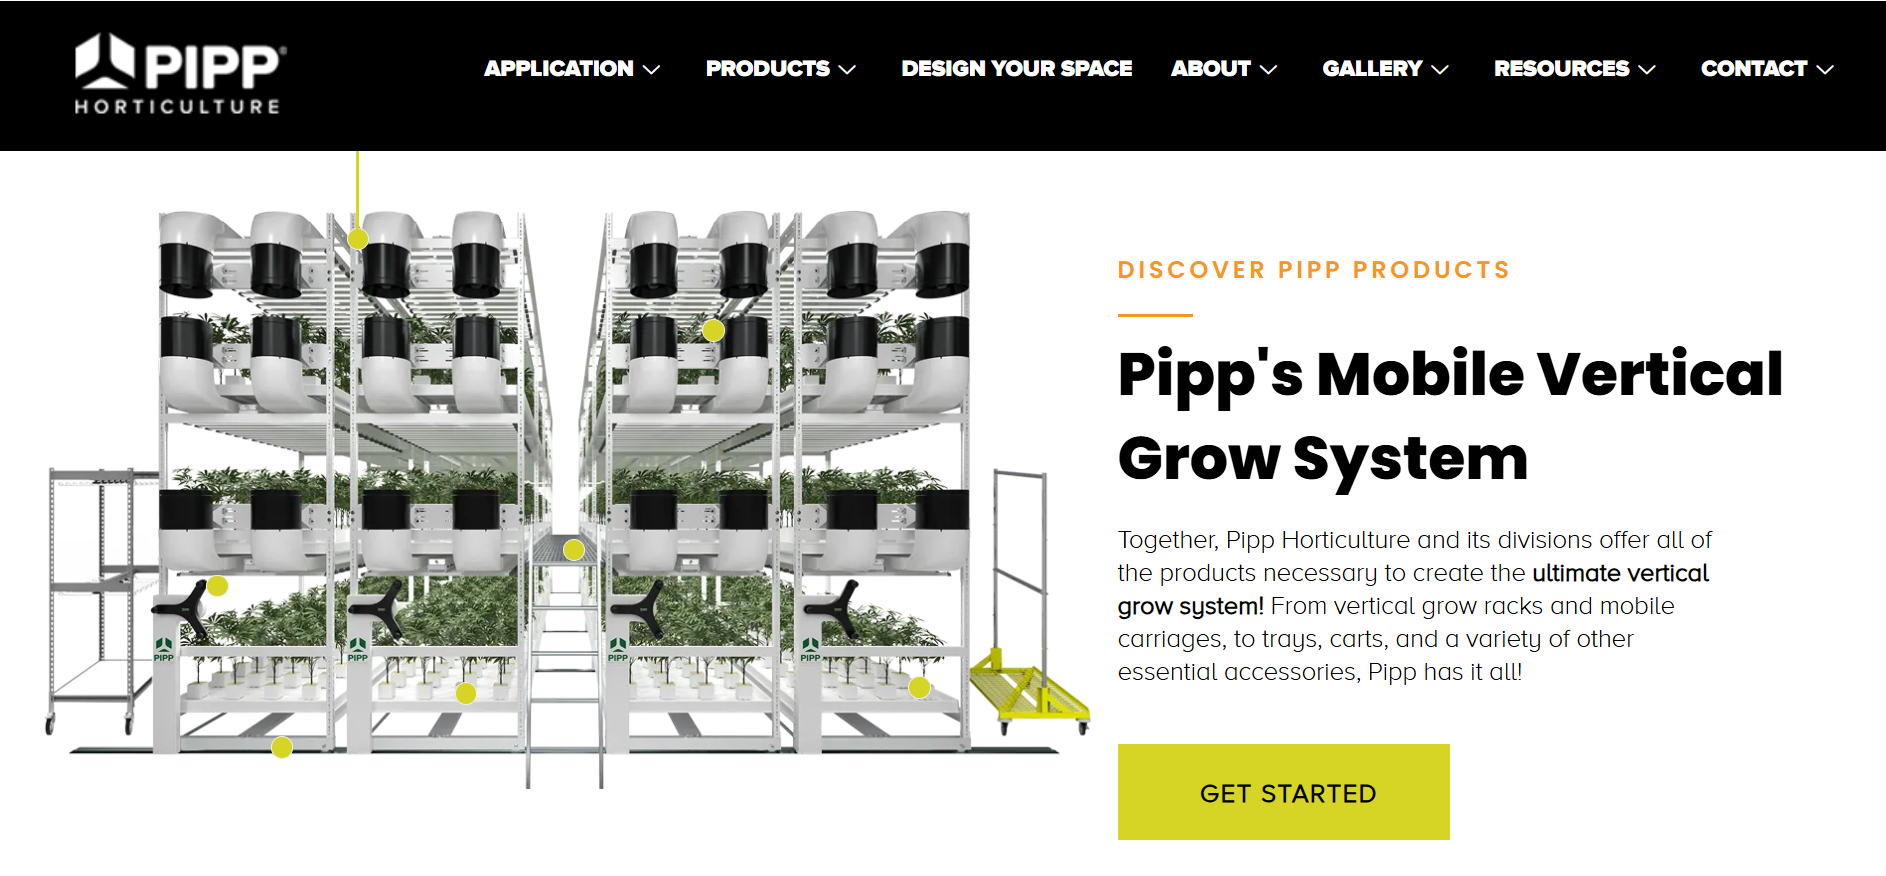 PIPP®
HORTICULTURE
APPLICATION
PRODUCTS
DESIGN YOUR SPACE
ABOUT
GALLERY
RESOURCES
CONTACT
DISCOVER PIPP PRODUCTS
Pipp's Mobile Vertical
Grow System
Together, Pipp Horticulture and its divisions offer all of
the products necessary to create the ultimate vertical
grow system! From vertical grow racks and mobile
carriages, to trays, carts, and a variety of other
essential accessories, Pipp has it all!
GET STARTED
PIPP
PIPP
PIPP
PIPP